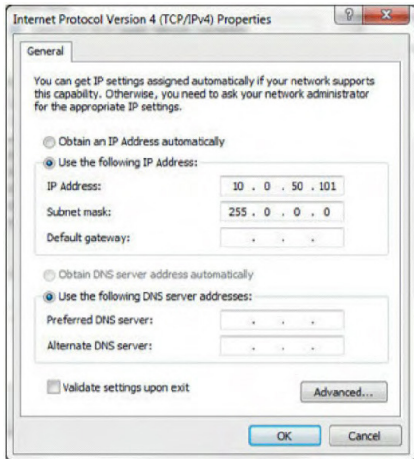 Internet Protocol Version 4 (TCP/IPv4) Properties
General
You can get IP settings assigned automatically if your network supports
this capability. Otherwise, you need to ask your network administrator
for the appropriate IP settings.
Obtain an IP Address automatically
Use the following IP Address:
IP Address: 10 . 0 . 50 . 101
Subnet mask: 255 . 0 . 0 . 0
Default gateway: . . .
Obtain DNS server address automatically
Use the following DNS server addresses:
Preferred DNS server: . . .
Alternate DNS server: . . .
Validate settings upon exit
Advanced...
OK Cancel